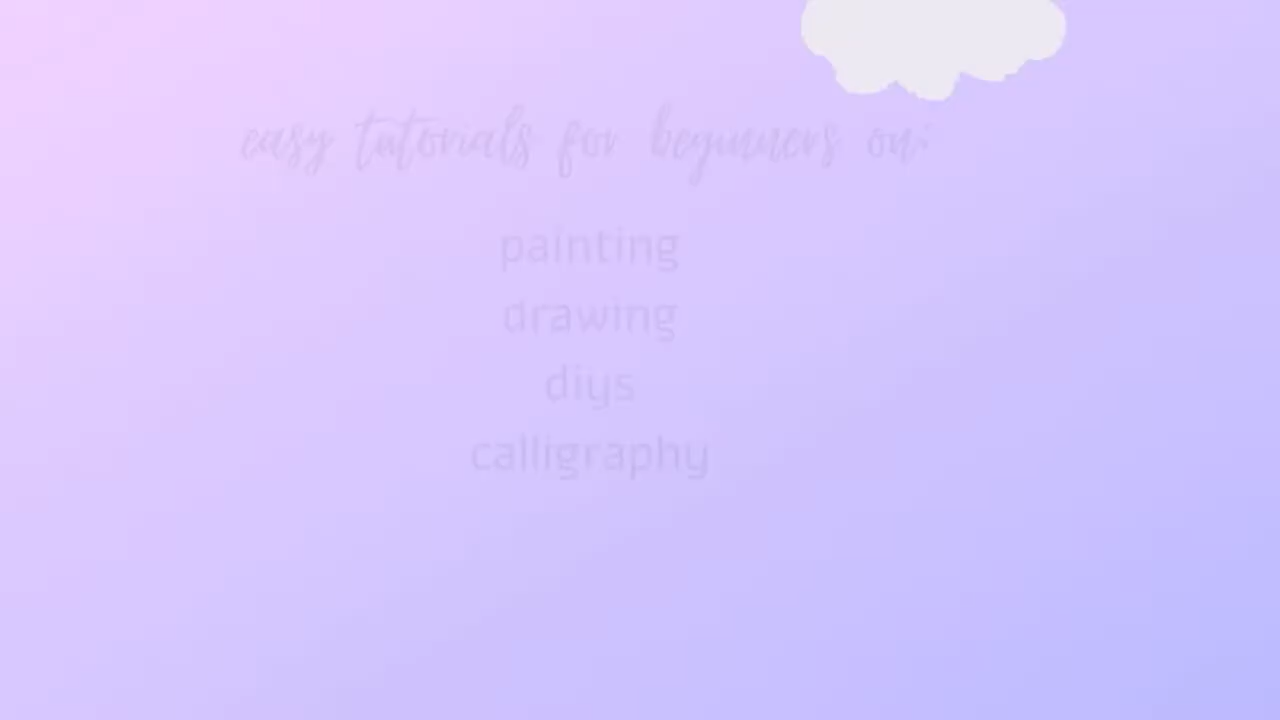 easy tutorials for beginners on:
painting
drawing
diys
calligraphy